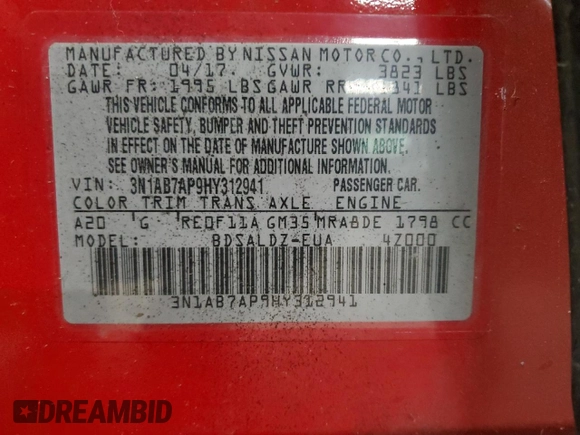 MANUFACTURED BY NISSAN MOTOR CO., LTD.
DATE: 04/17. GVWR: 3823 LBS
GAWR FR: 1995 LBS GAWR RR: 841 LBS
THIS VEHICLE CONFORMS TO ALL APPLICABLE FEDERAL MOTOR
VEHICLE SAFETY, BUMPER AND THEFT PREVENTION STANDARDS
IN EFFECT ON THE DATE OF MANUFACTURE SHOWN ABOVE.
SEE OWNER'S MANUAL FOR ADDITIONAL INFORMATION.
VIN: 3N1AB7AP9HY312941 PASSENGER CAR.
COLOR TRIM TRANS AXLE ENGINE
A20 G RE0F11A GM35 MRA8DE 1798 CC
MODEL: BDSALDZ-EUA 4Z000
3N1AB7AP9HY312941
DREAMBID